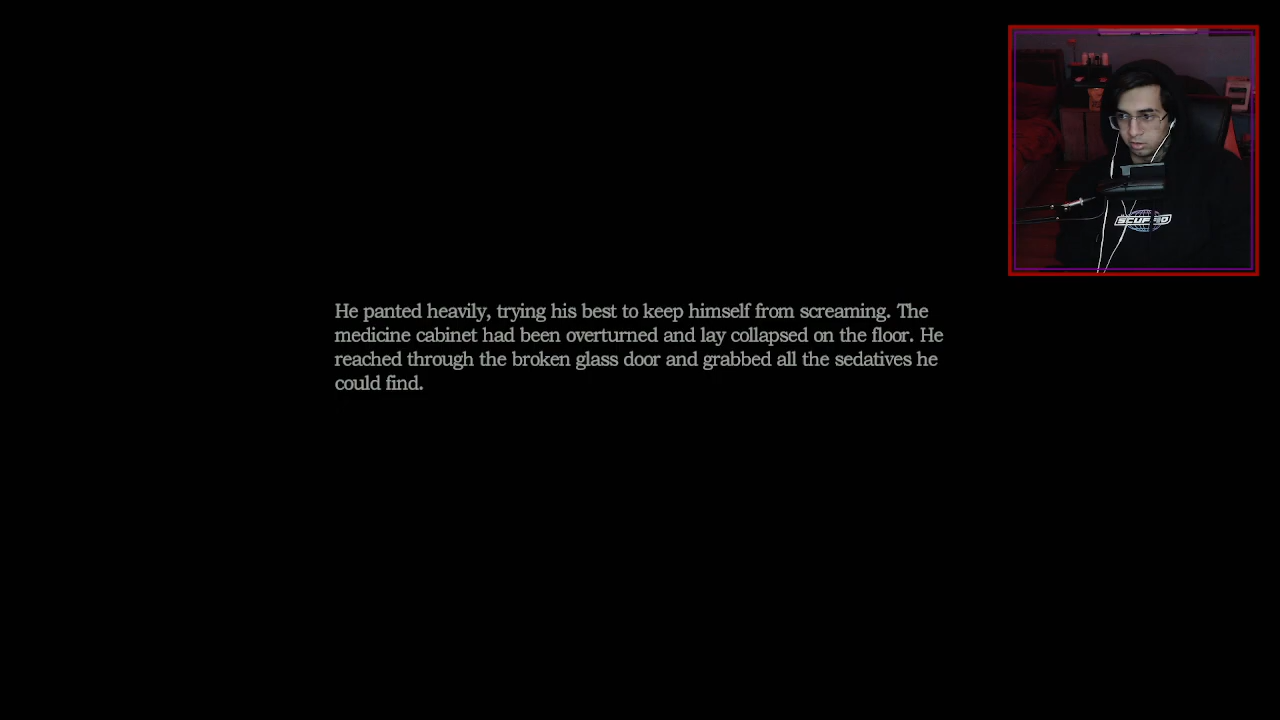 He panted heavily, trying his best to keep himself from screaming. The
medicine cabinet had been overturned and lay collapsed on the floor. He
reached through the broken glass door and grabbed all the sedatives he
could find.
SCUFFED